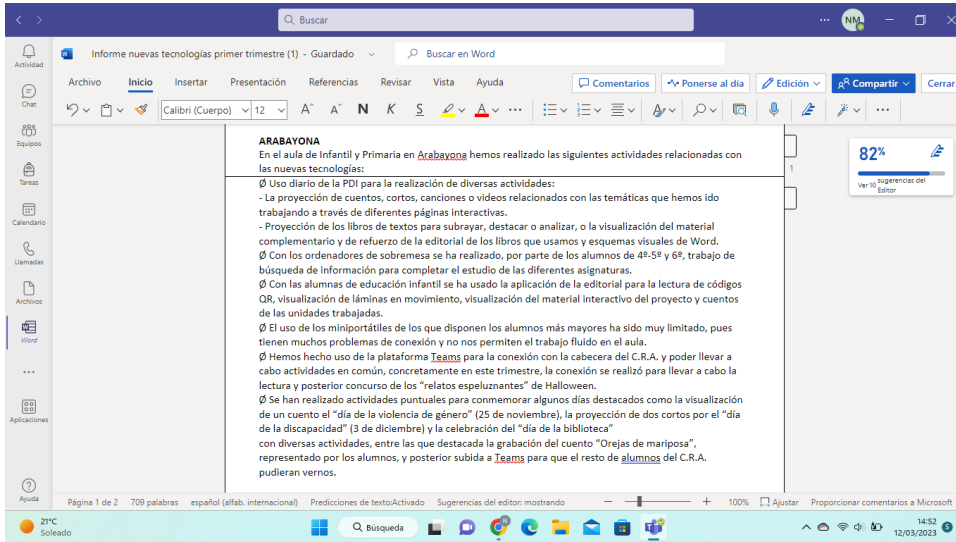 Buscar
NM
Actividad
Chat
Equipos
Tareas
Calendario
Llamadas
Archivos
Word
Aplicaciones
Ayuda
Informe nuevas tecnologías primer trimestre (1) - Guardado
Buscar en Word
Archivo Inicio Insertar Presentación Referencias Revisar Vista Ayuda
Comentarios Ponerse al día Edición Compartir Cerrar
Calibri (Cuerpo) 12 A A N K S A
ARABAYONA
En el aula de Infantil y Primaria en Arabayona hemos realizado las siguientes actividades relacionadas con
las nuevas tecnologías:
Ø Uso diario de la PDI para la realización de diversas actividades:
- La proyección de cuentos, cortos, canciones o videos relacionados con las temáticas que hemos ido
trabajando a través de diferentes páginas interactivas.
- Proyección de los libros de textos para subrayar, destacar o analizar, o la visualización del material
complementario y de refuerzo de la editorial de los libros que usamos y esquemas visuales de Word.
Ø Con los ordenadores de sobremesa se ha realizado, por parte de los alumnos de 4º-5º y 6º, trabajo de
búsqueda de información para completar el estudio de las diferentes asignaturas.
Ø Con las alumnas de educación infantil se ha usado la aplicación de la editorial para la lectura de códigos
QR, visualización de láminas en movimiento, visualización del material interactivo del proyecto y cuentos
de las unidades trabajadas.
Ø El uso de los miniportátiles de los que disponen los alumnos más mayores ha sido muy limitado, pues
tienen muchos problemas de conexión y no nos permiten el trabajo fluido en el aula.
Ø Hemos hecho uso de la plataforma Teams para la conexión con la cabecera del C.R.A. y poder llevar a
cabo actividades en común, concretamente en este trimestre, la conexión se realizó para llevar a cabo la
lectura y posterior concurso de los “relatos espeluznantes” de Halloween.
Ø Se han realizado actividades puntuales para conmemorar algunos días destacados como la visualización
de un cuento el “día de la violencia de género” (25 de noviembre), la proyección de dos cortos por el “día
de la discapacidad” (3 de diciembre) y la celebración del “día de la biblioteca”
con diversas actividades, entre las que destacada la grabación del cuento “Orejas de mariposa”,
representado por los alumnos, y posterior subida a Teams para que el resto de alumnos del C.R.A.
pudieran vernos.
1
82%
Ver 10 sugerencias del
Editor
Página 1 de 2 709 palabras español (alfab. internacional) Predicciones de texto:Activado Sugerencias del editor: mostrando 100% Ajustar Proporcionar comentarios a Microsoft
21°C
Soleado
Búsqueda
14:52
12/03/2023
5